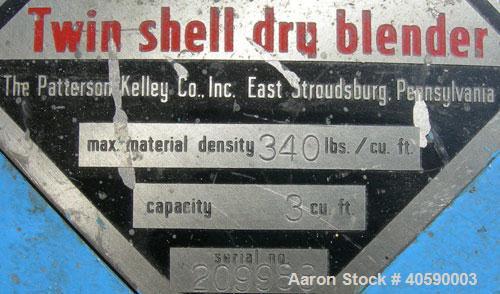 Twin shell dry blender
The Patterson Kelley Co., Inc. East Stroudsburg, Pennsylvania
max. material density 340 lbs./cu. ft.
capacity 3 cu. ft.
serial no.
Aaron Stock # 40590003